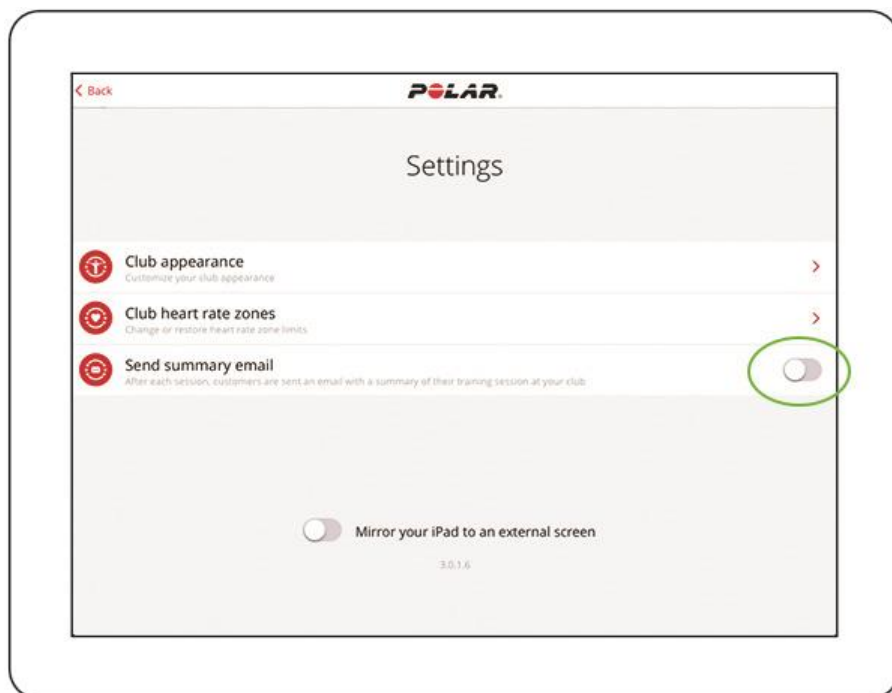 Back
POLAR.
Settings
Club appearance
Customize your club appearance
Club heart rate zones
Change or restore heart rate zone limits
Send summary email
After each session, customers are sent an email with a summary of their training session at your club
Mirror your iPad to an external screen
3.0.1.6